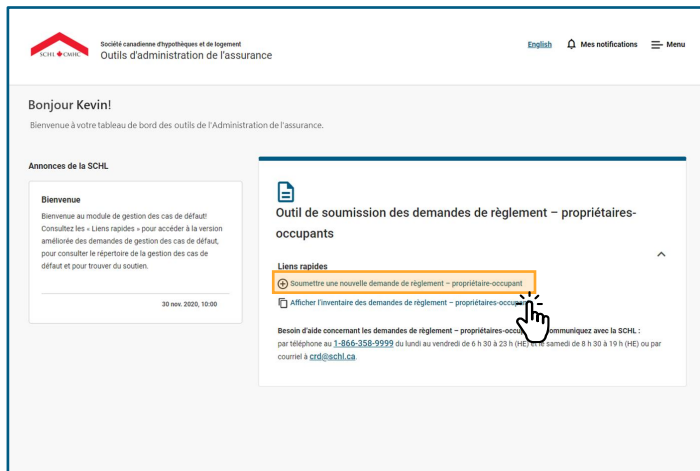 SCHL CMHL
Société canadienne d'hypothèques et de logement
Outils d'administration de l'assurance
English
Mes notifications
Menu
Bonjour Kevin!
Bienvenue à votre tableau de bord des outils de l'Administration de l'assurance.
Annonces de la SCHL
Bienvenue
Bienvenue au module de gestion des cas de défaut!
Consultez les « Liens rapides » pour accéder à la version
améliorée des demandes de gestion des cas de défaut,
pour consulter le répertoire de la gestion des cas de
défaut et pour trouver du soutien.
30 nov. 2020, 10:00
Outil de soumission des demandes de règlement – propriétaires-
occupants
Liens rapides
Soumettre une nouvelle demande de règlement – propriétaire-occupant
Afficher l'inventaire des demandes de règlement – propriétaires-occupants
Besoin d'aide concernant les demandes de règlement – communiquez avec la SCHL :
par téléphone au 1-866-358-9999 du lundi au vendredi de 6 h 30 à 23 h (HE) et le samedi de 8 h 30 à 19 h (HE) ou par
courriel à crd@schl.ca.